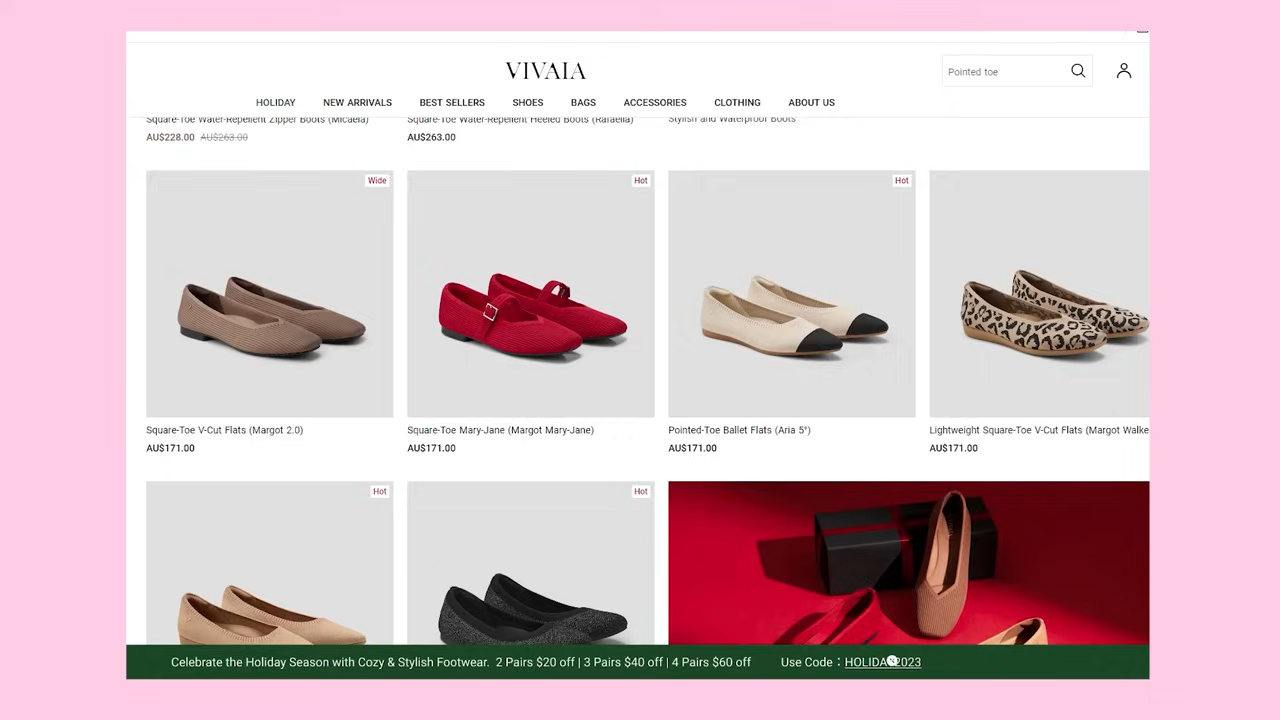 VIVAIA
Pointed toe
HOLIDAY NEW ARRIVALS BEST SELLERS SHOES BAGS ACCESSORIES CLOTHING ABOUT US
Square-Toe Water-Repellent Zipper Boots (Micaela)
AU$228.00 AU$263.00
Square-Toe Water-Repellent Heeled Boots (Rafaella)
AU$263.00
Stylish and Waterproof Boots
Wide
Square-Toe V-Cut Flats (Margot 2.0)
AU$171.00
Hot
Square-Toe Mary-Jane (Margot Mary-Jane)
AU$171.00
Hot
Pointed-Toe Ballet Flats (Aria 5°)
AU$171.00
Lightweight Square-Toe V-Cut Flats (Margot Walke
AU$171.00
Hot
Hot
Celebrate the Holiday Season with Cozy & Stylish Footwear. 2 Pairs $20 off | 3 Pairs $40 off | 4 Pairs $60 off Use Code：HOLIDAY2023